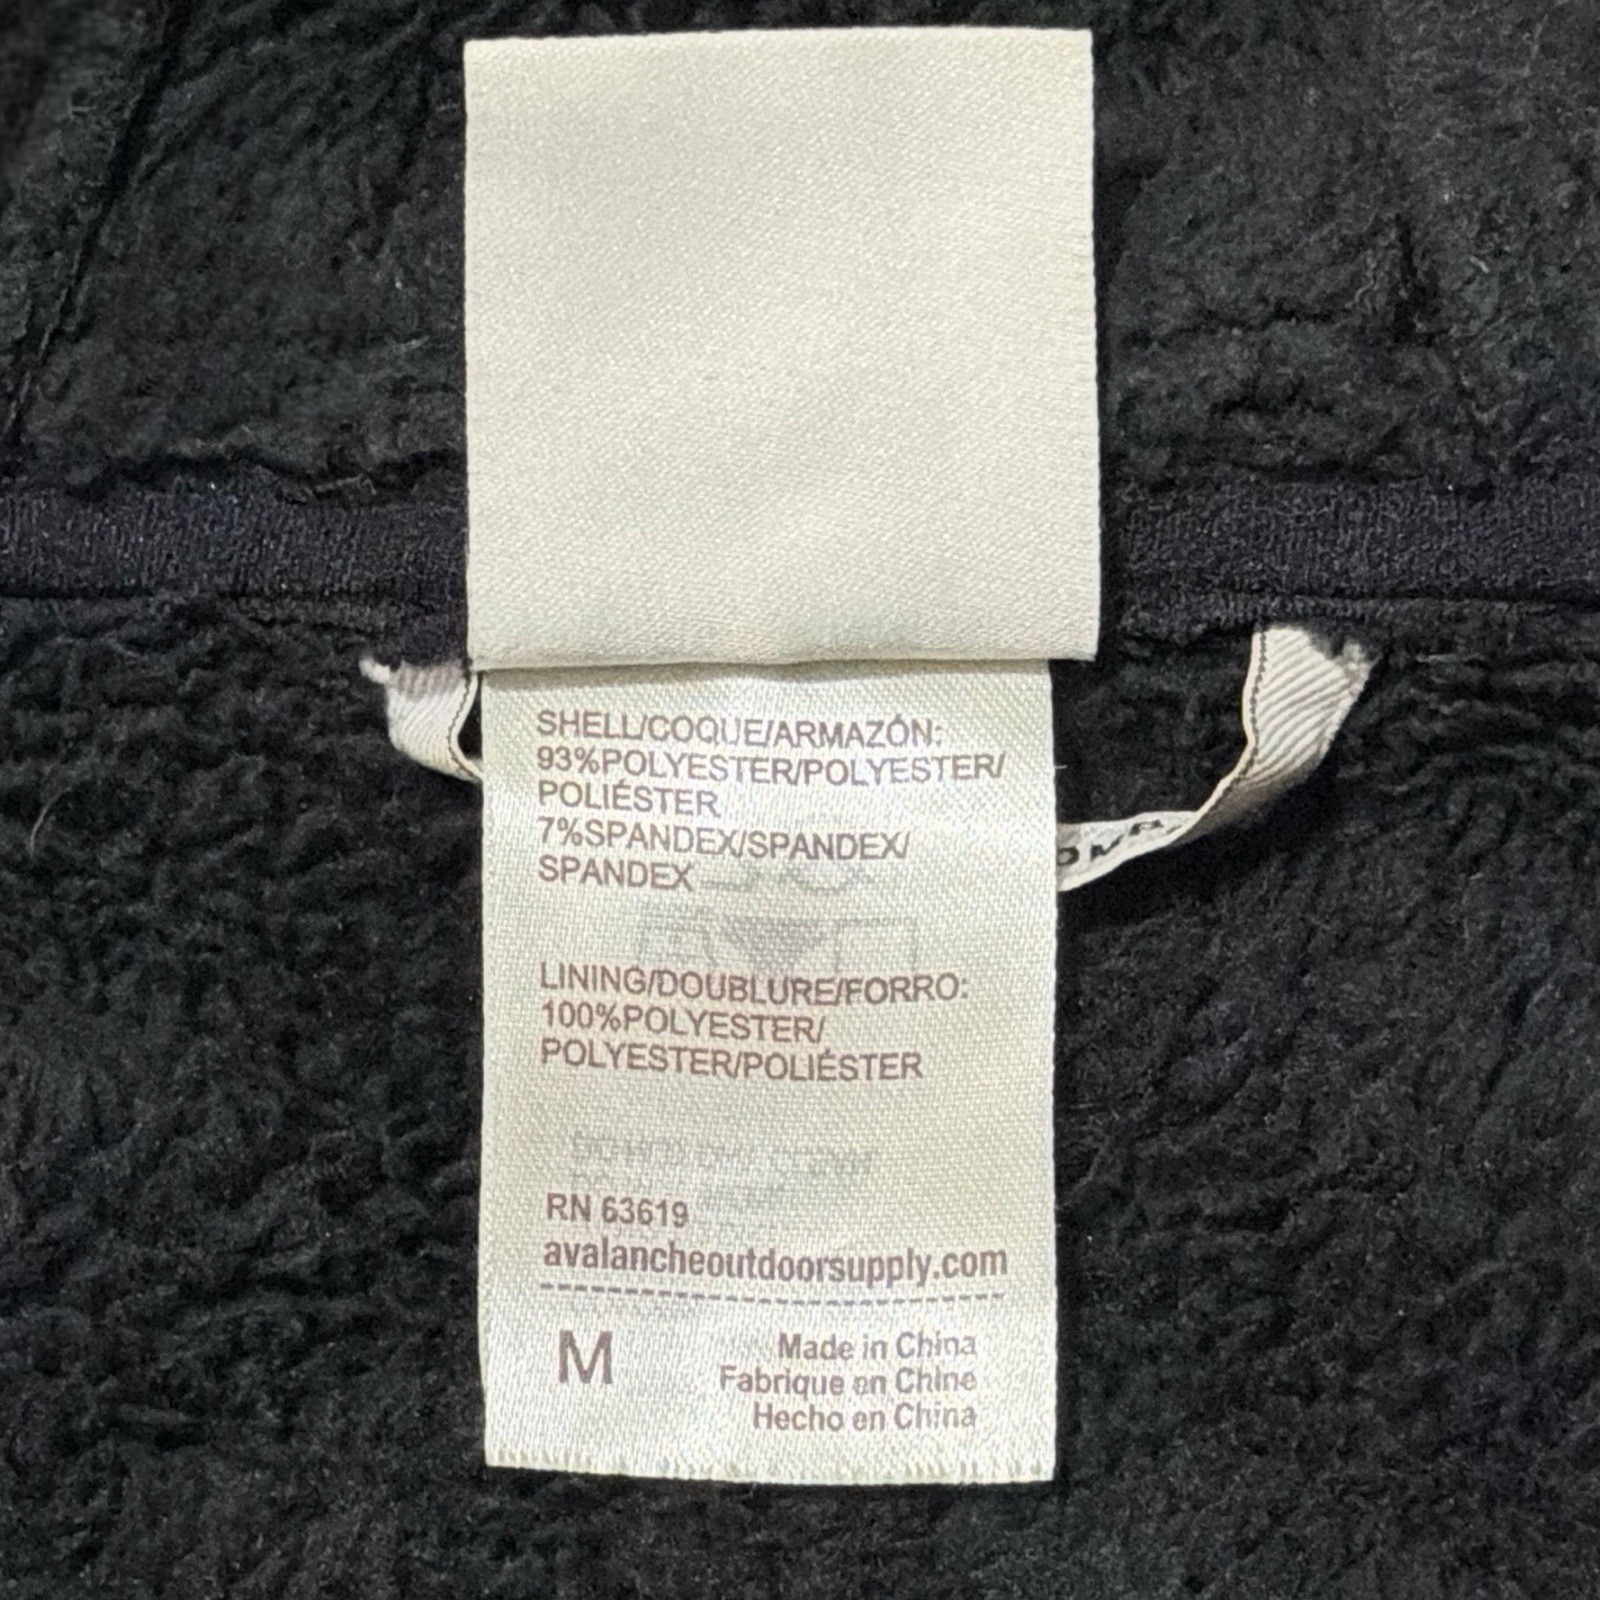 SHELL/COQUE/ARMAZÓN:
93%POLYESTER/POLYESTER/
POLIÉSTER
7%SPANDEX/SPANDEX/
SPANDEX
LINING/DOUBLURE/FORRO:
100%POLYESTER/
POLYESTER/POLIÉSTER
RN 63619
avalancheoutdoorsupply.com
M
Made in China
Fabrique en Chine
Hecho en China